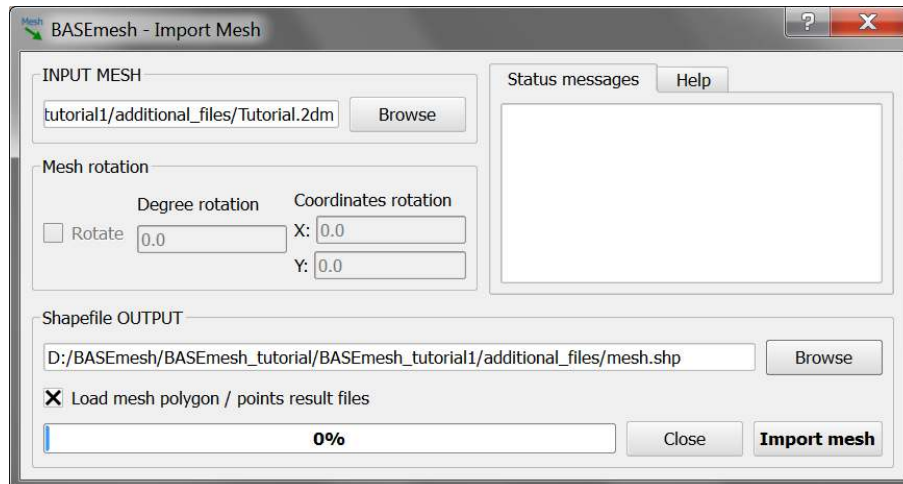 Mesh
BASEmesh - Import Mesh
?
X
INPUT MESH
tutorial1/additional_files/Tutorial.2dm
Browse
Mesh rotation
Degree rotation
Coordinates rotation
Rotate
0.0
X: 0.0
Y: 0.0
Status messages
Help
Shapefile OUTPUT
D:/BASEmesh/BASEmesh_tutorial/BASEmesh_tutorial1/additional_files/mesh.shp
Browse
Load mesh polygon / points result files
0%
Close
Import mesh